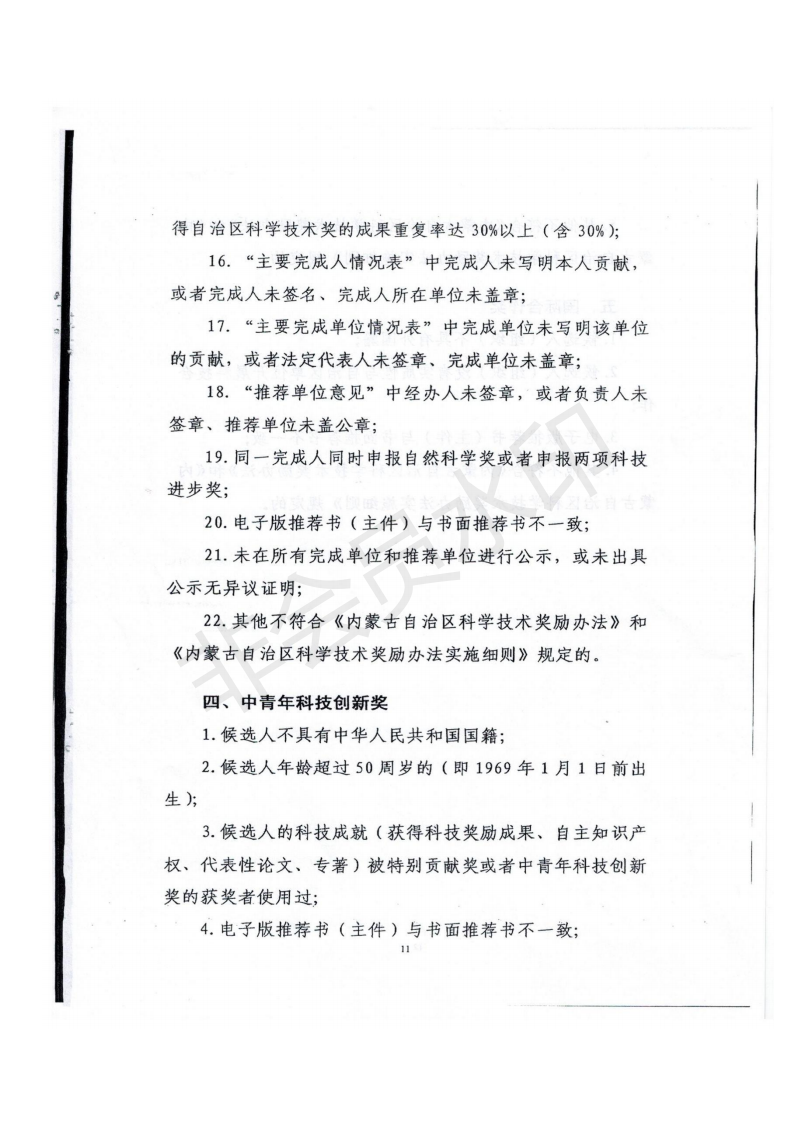 得自治区科学技术奖的成果重复率达 30%以上（含 30%）;
16. “主要完成人情况表”中完成人未写明本人贡献，
或者完成人未签名、完成人所在单位未盖章；
17. “主要完成单位情况表”中完成单位未写明该单位
的贡献，或者法定代表人未签章、完成单位未盖章；
18. “推荐单位意见”中经办人未签章，或者负责人未
签章、推荐单位未盖公章；
19. 同一完成人同时申报自然科学奖或者申报两项科技
进步奖；
20. 电子版推荐书（主件）与书面推荐书不一致；
21. 未在所有完成单位和推荐单位进行公示，或未出具
公示无异议证明；
22. 其他不符合《内蒙古自治区科学技术奖励办法》和
《内蒙古自治区科学技术奖励办法实施细则》规定的。
四、中青年科技创新奖
1. 候选人不具有中华人民共和国国籍；
2. 候选人年龄超过 50 周岁的（即 1969 年 1 月 1 日前出
生）；
3. 候选人的科技成就（获得科技奖励成果、自主知识产
权、代表性论文、专著）被特别贡献奖或者中青年科技创新
奖的获奖者使用过；
4. 电子版推荐书（主件）与书面推荐书不一致；
11
非会员水印